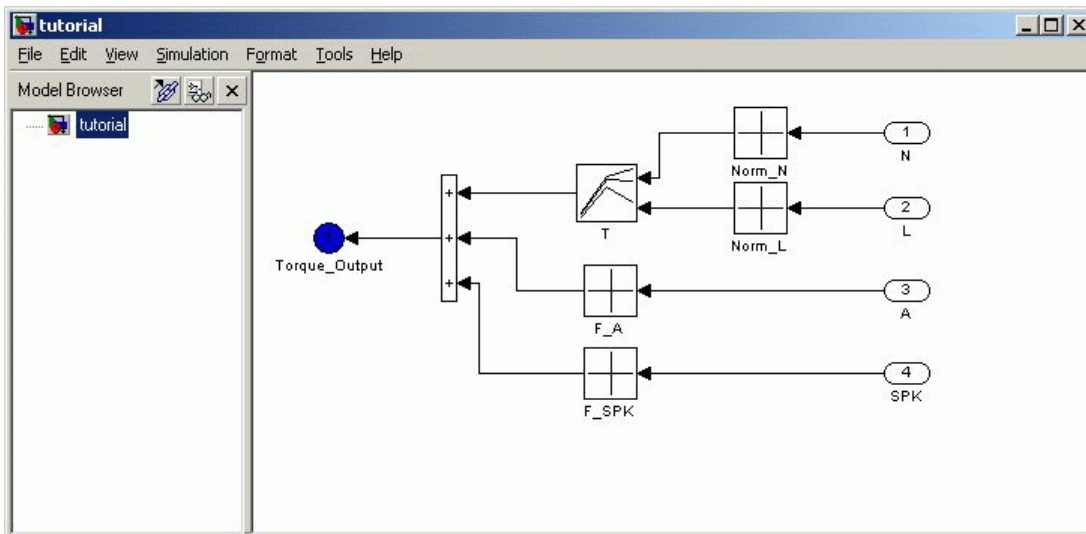 tutorial
File Edit View Simulation Format Tools Help
Model Browser
tutorial
1
N
Norm_N
2
L
Norm_L
T
+
+
+
Torque_Output
3
A
F_A
4
SPK
F_SPK